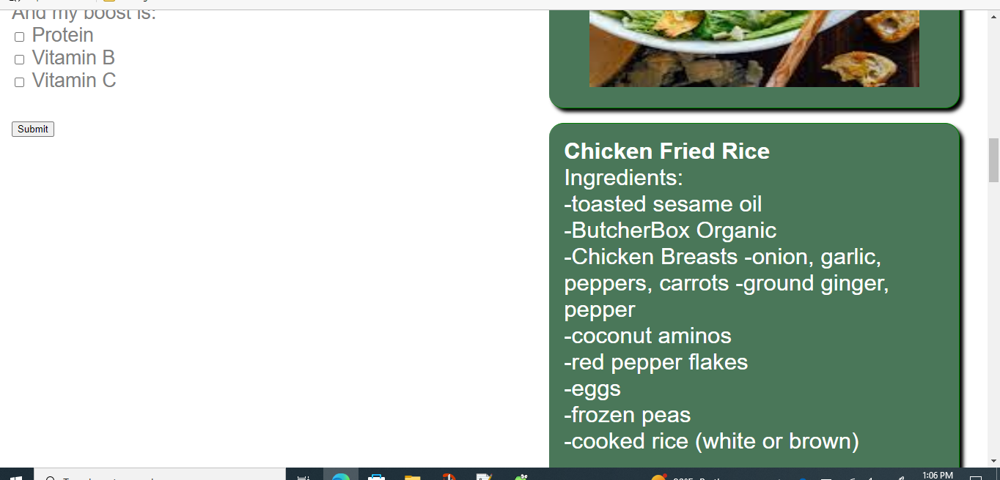 And my boost is:
Protein
Vitamin B
Vitamin C
Submit
Chicken Fried Rice
Ingredients:
-toasted sesame oil
-ButcherBox Organic
-Chicken Breasts -onion, garlic,
peppers, carrots -ground ginger,
pepper
-coconut aminos
-red pepper flakes
-eggs
-frozen peas
-cooked rice (white or brown)
1:06 PM